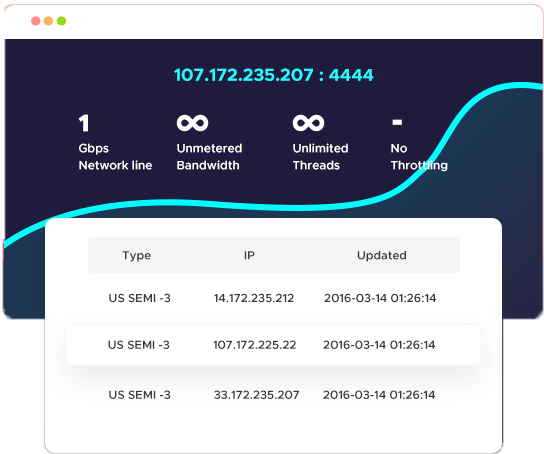 107.172.235.207 : 4444
1 ∞ ∞ -
Gbps Unmetered Unlimited No
Network line Bandwidth Threads Throttling
Type IP Updated
US SEMI -3 14.172.235.212 2016-03-14 01:26:14
US SEMI -3 107.172.225.22 2016-03-14 01:26:14
US SEMI -3 33.172.235.207 2016-03-14 01:26:14